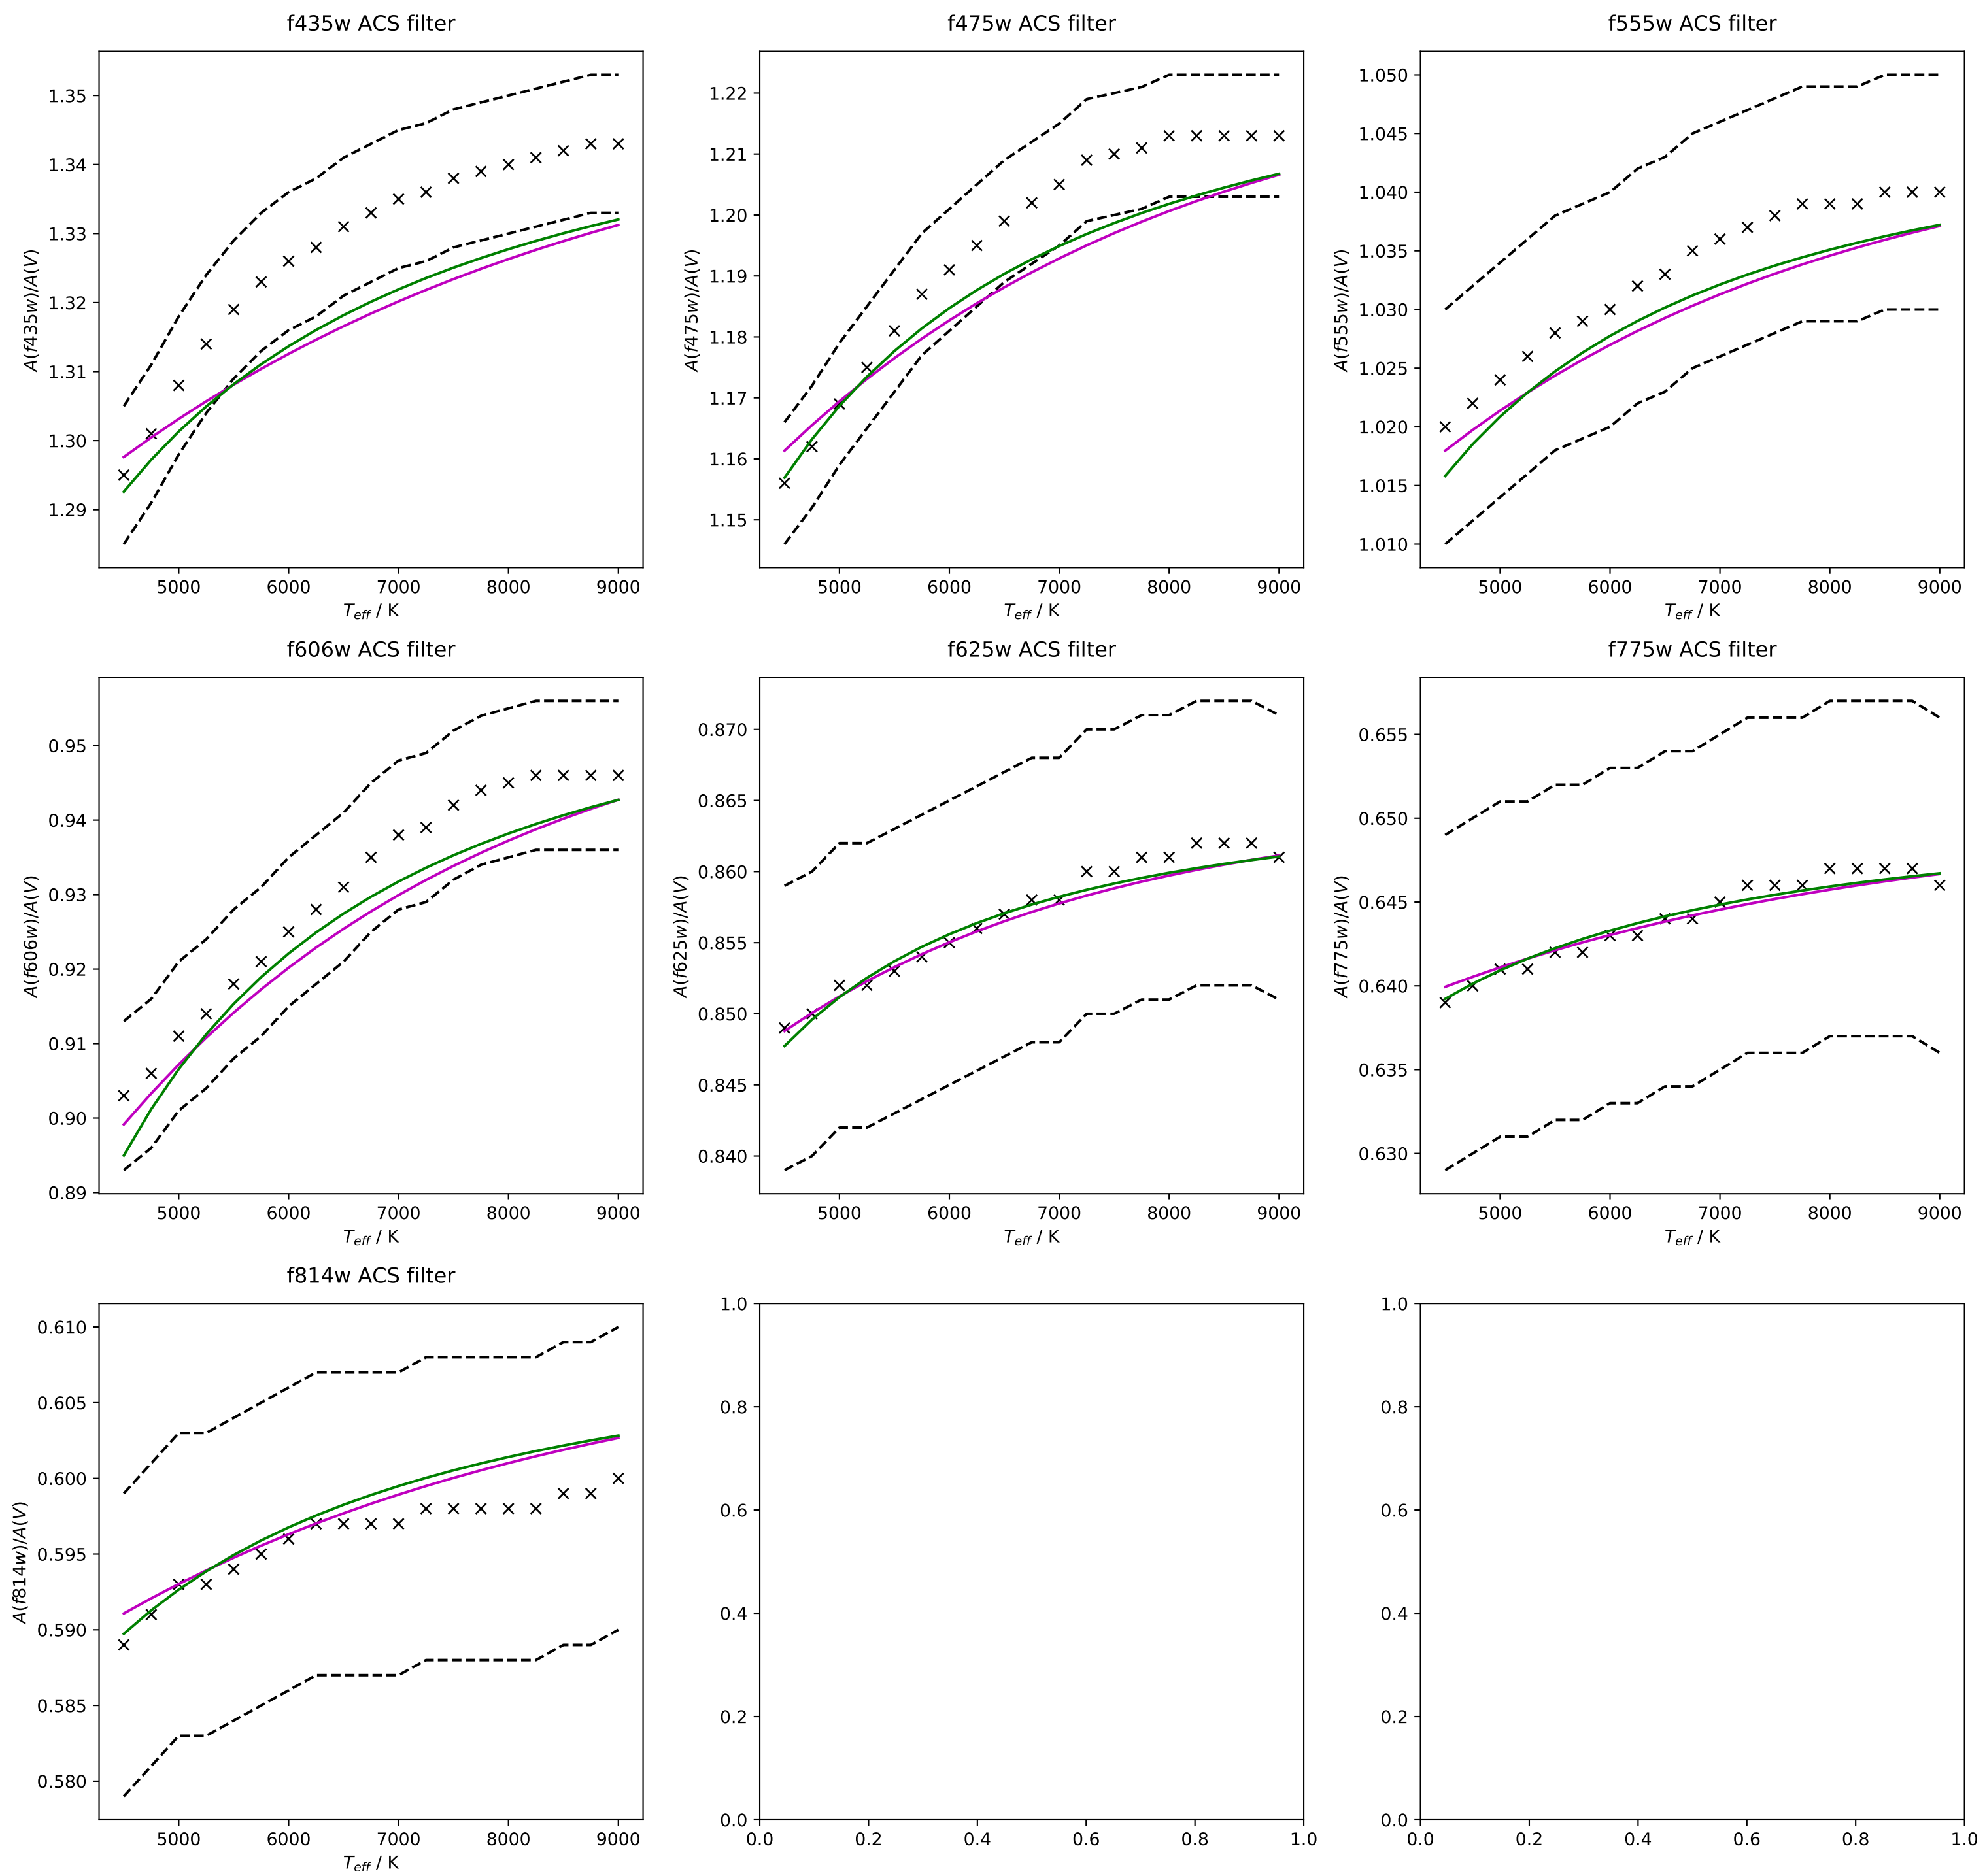 f435w ACS filter
1.35
1.34
1.33
1.32
1.31
1.30
1.29
A(f435w)/A(V)
5000 6000 7000 8000 9000
T_eff / K
f475w ACS filter
1.22
1.21
1.20
1.19
1.18
1.17
1.16
1.15
A(f475w)/A(V)
5000 6000 7000 8000 9000
T_eff / K
f555w ACS filter
1.050
1.045
1.040
1.035
1.030
1.025
1.020
1.015
1.010
A(f555w)/A(V)
5000 6000 7000 8000 9000
T_eff / K
f606w ACS filter
0.95
0.94
0.93
0.92
0.91
0.90
0.89
A(f606w)/A(V)
5000 6000 7000 8000 9000
T_eff / K
f625w ACS filter
0.870
0.865
0.860
0.855
0.850
0.845
0.840
A(f625w)/A(V)
5000 6000 7000 8000 9000
T_eff / K
f775w ACS filter
0.655
0.650
0.645
0.640
0.635
0.630
A(f775w)/A(V)
5000 6000 7000 8000 9000
T_eff / K
f814w ACS filter
0.610
0.605
0.600
0.595
0.590
0.585
0.580
A(f814w)/A(V)
5000 6000 7000 8000 9000
T_eff / K
1.0
0.8
0.6
0.4
0.2
0.0
0.0 0.2 0.4 0.6 0.8 1.0
1.0
0.8
0.6
0.4
0.2
0.0
0.0 0.2 0.4 0.6 0.8 1.0